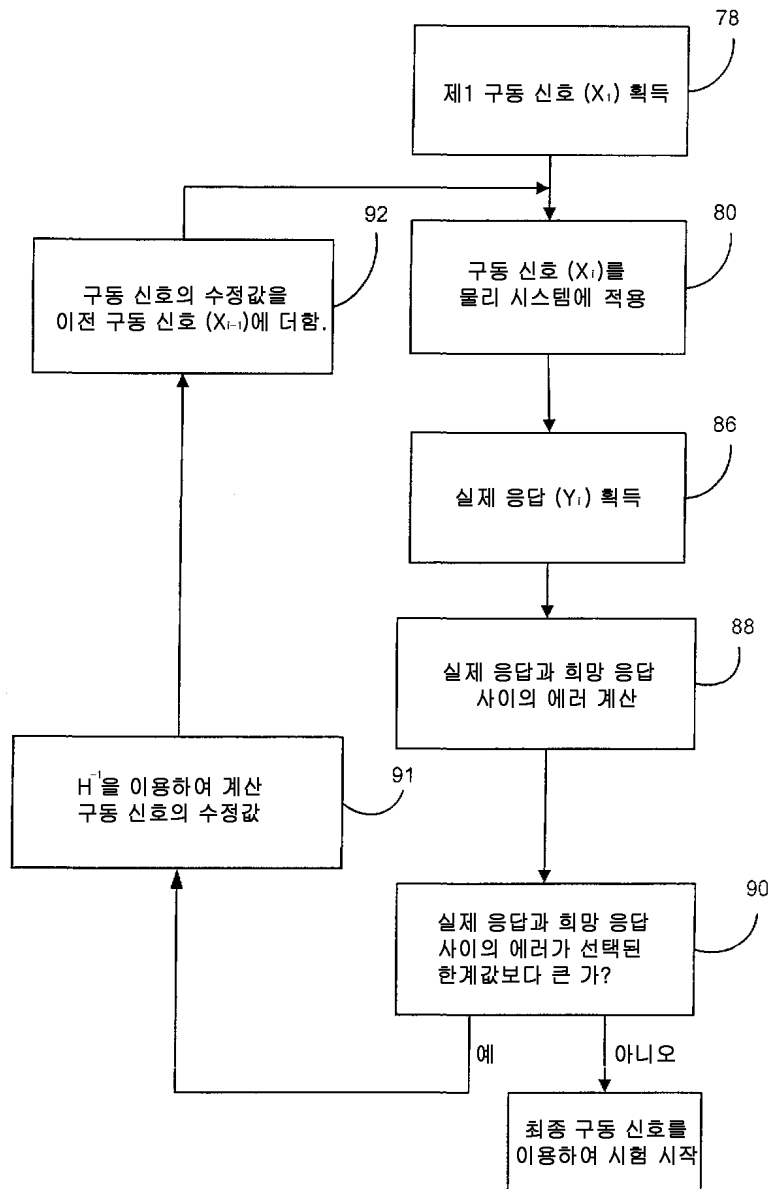 78
제1 구동 신호 (X₁) 획득
80
구동 신호 (Xᵢ)를
물리 시스템에 적용
92
구동 신호의 수정값을
이전 구동 신호 (Xᵢ₋₁)에 더함.
86
실제 응답 (Yᵢ) 획득
88
실제 응답과 희망 응답
사이의 에러 계산
H⁻¹을 이용하여 계산
구동 신호의 수정값
91
90
실제 응답과 희망 응답
사이의 에러가 선택된
한계값보다 큰 가?
예
아니오
최종 구동 신호를
이용하여 시험 시작